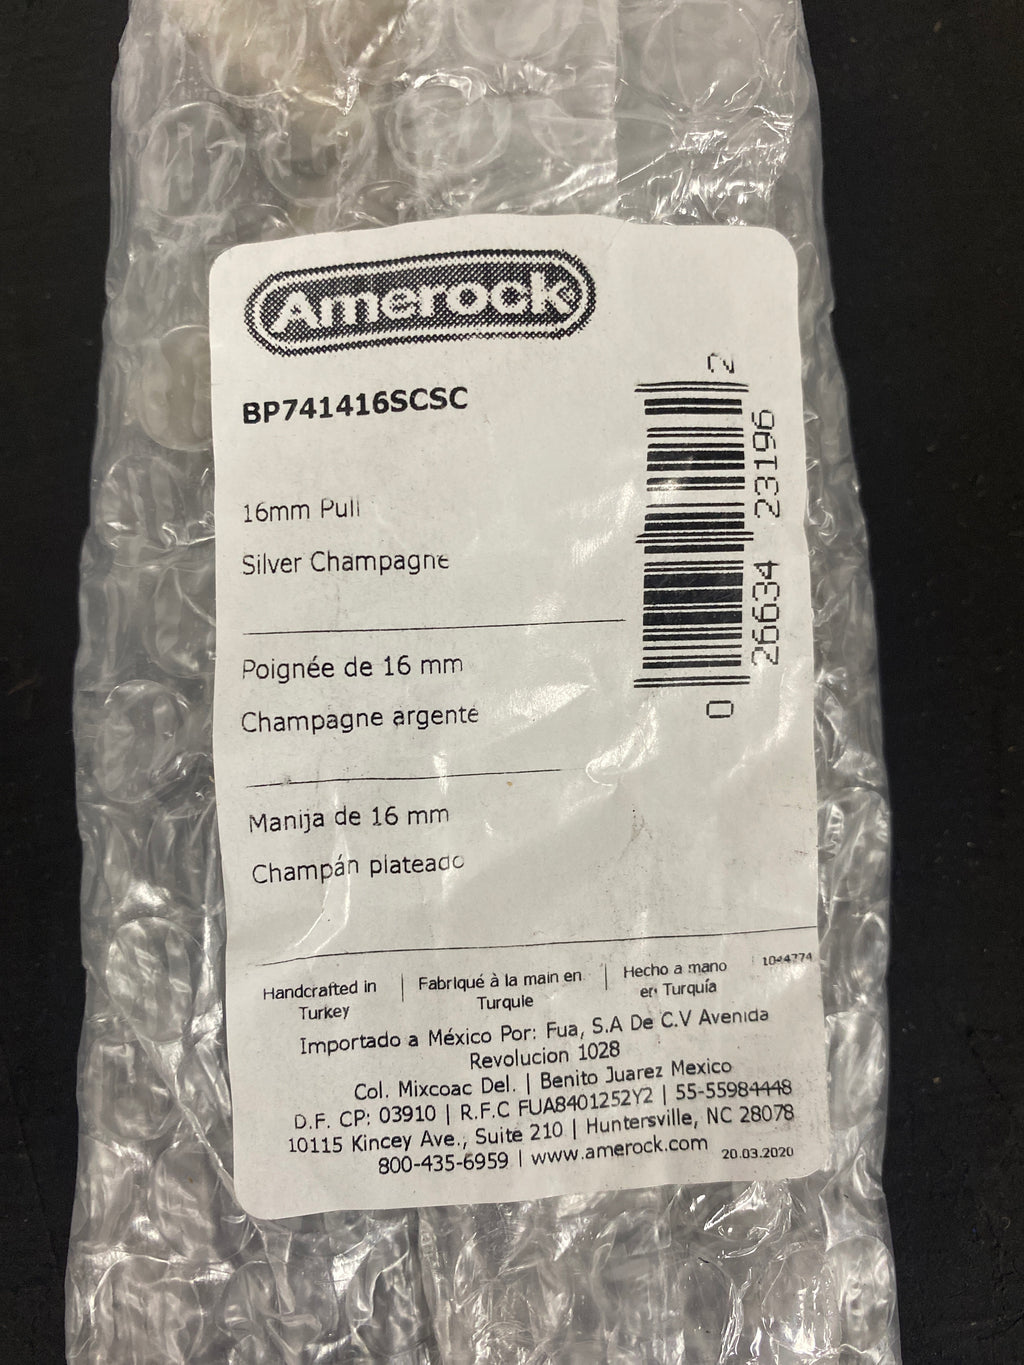 Amerock
BP741416SCSC
16mm Pull
Silver Champagne
Poignée de 16 mm
Champagne argenté
Manija de 16 mm
Champán plateado
0 26634 23196 2
Handcrafted in
Turkey
Fabriqué à la main en
Turquie
Hecho a mano
en Turquía
1044774
Importado a México Por: Fua, S.A De C.V Avenida
Revolucion 1028
Col. Mixcoac Del. | Benito Juarez Mexico
D.F. CP: 03910 | R.F.C FUA8401252Y2 | 55-55984448
10115 Kincey Ave., Suite 210 | Huntersville, NC 28078
800-435-6959 | www.amerock.com 20.03.2020